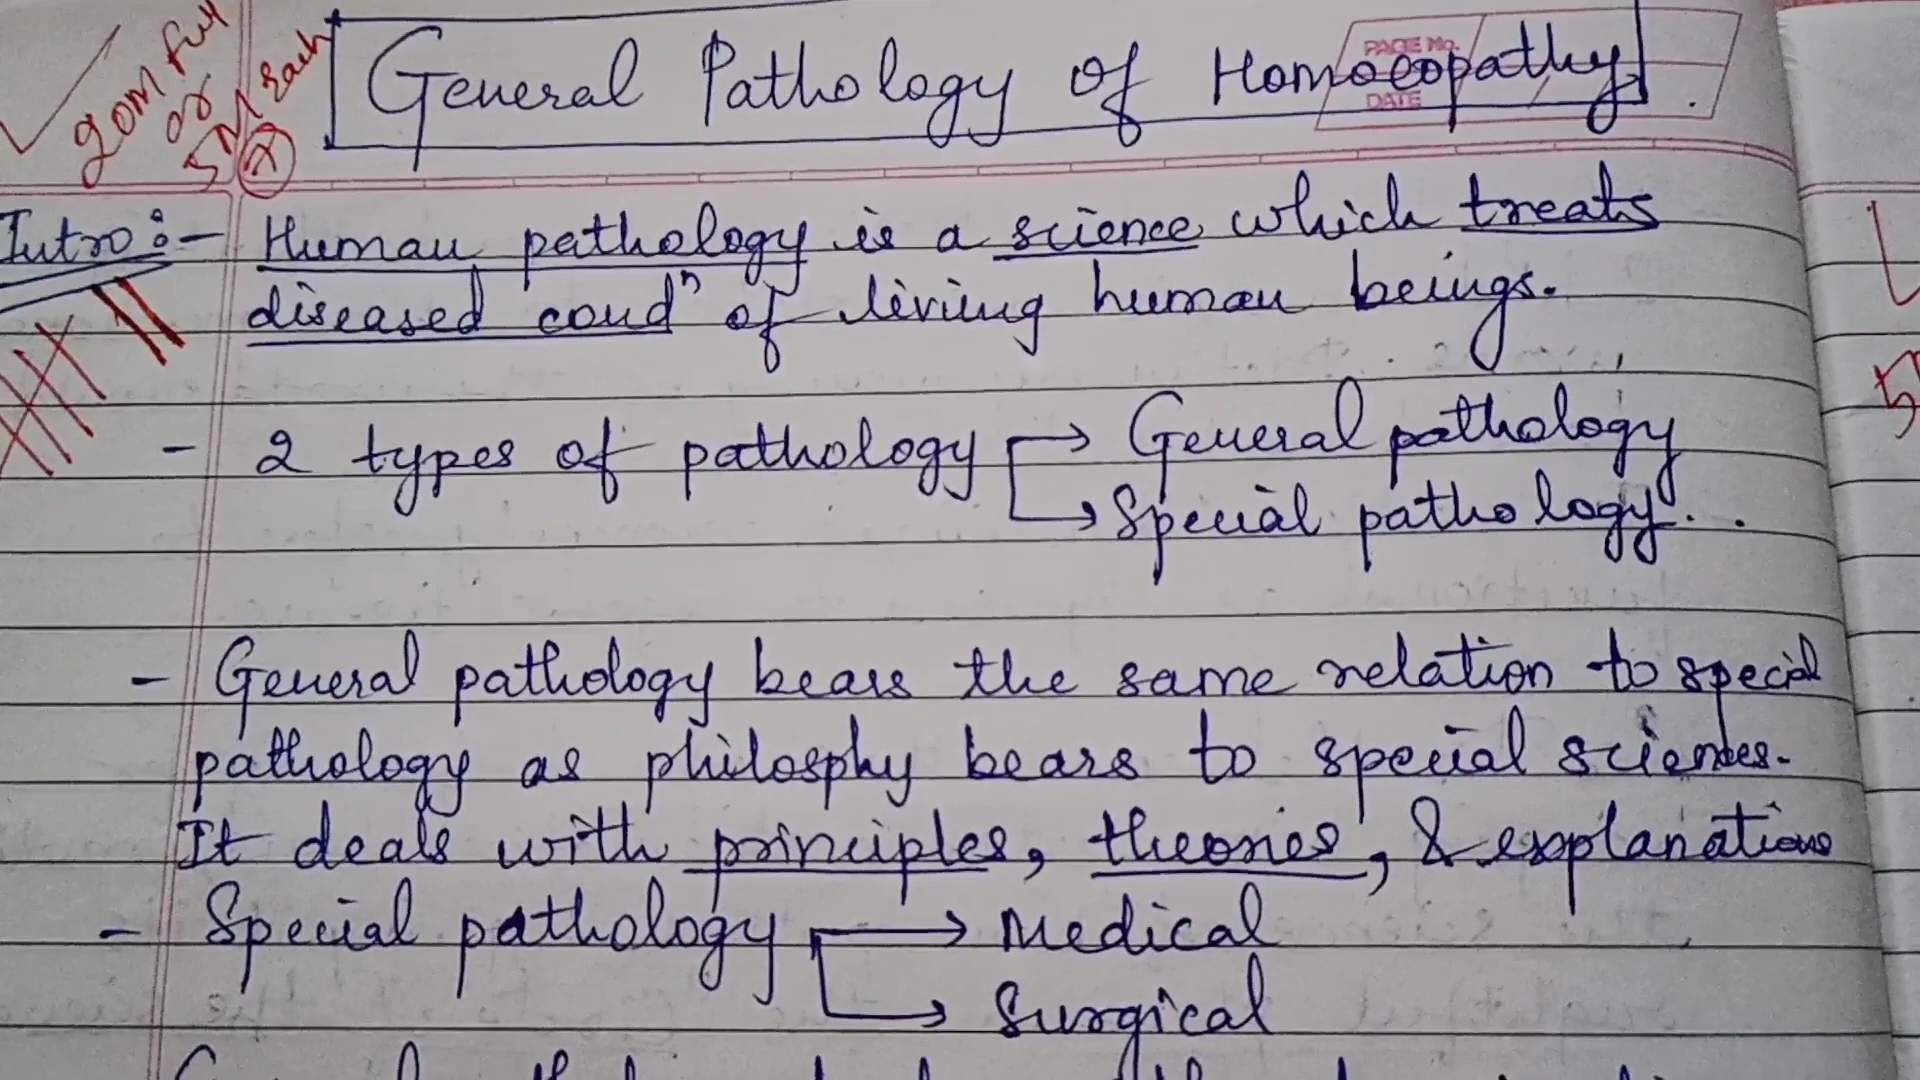 20m full
or
5M each
General Pathology of Homoeopathy
PAGE No.
DATE
Intro :- Human pathology is a science which treats
diseased condⁿ of living human beings.
- 2 types of pathology → General pathology
→ Special pathology.
- General pathology bears the same relation to special
pathology as philosphy bears to special sciences.
It deals with principles, theories, & explanations
- Special pathology → Medical
→ Surgical